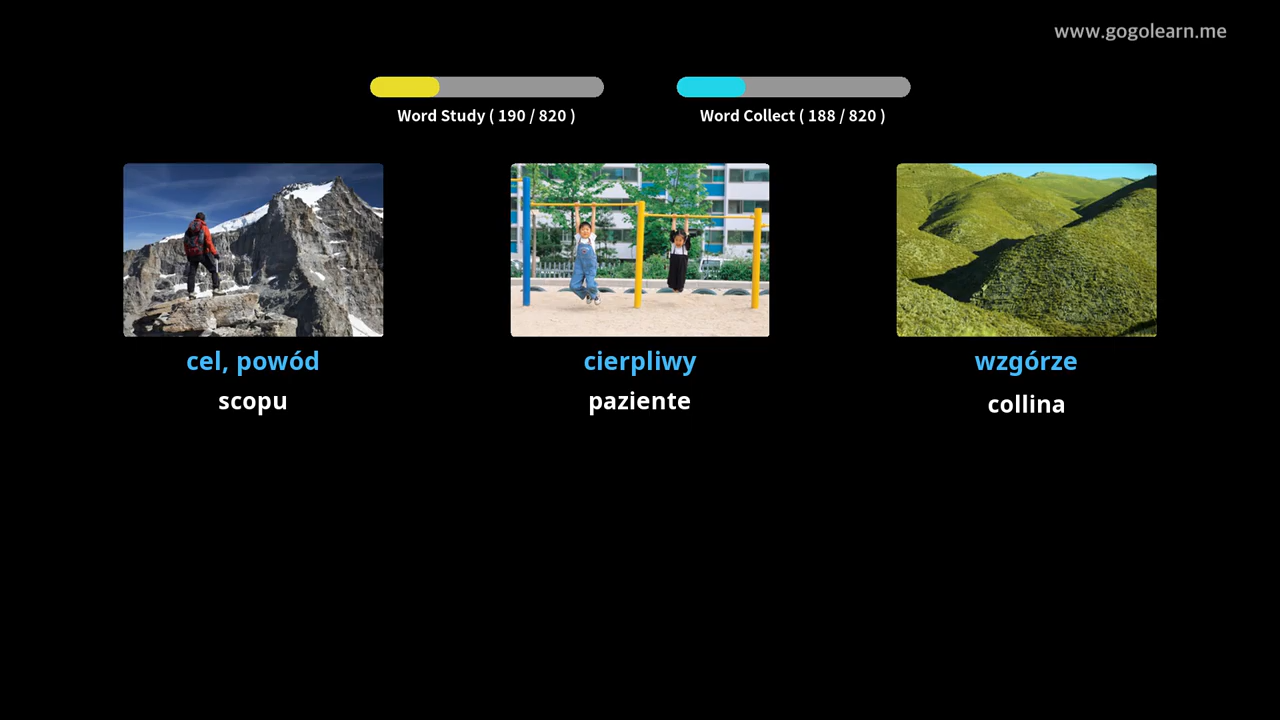 www.gogolearn.me
Word Study ( 190 / 820 )
Word Collect ( 188 / 820 )
cel, powód
scopu
cierpliwy
paziente
wzgórze
collina